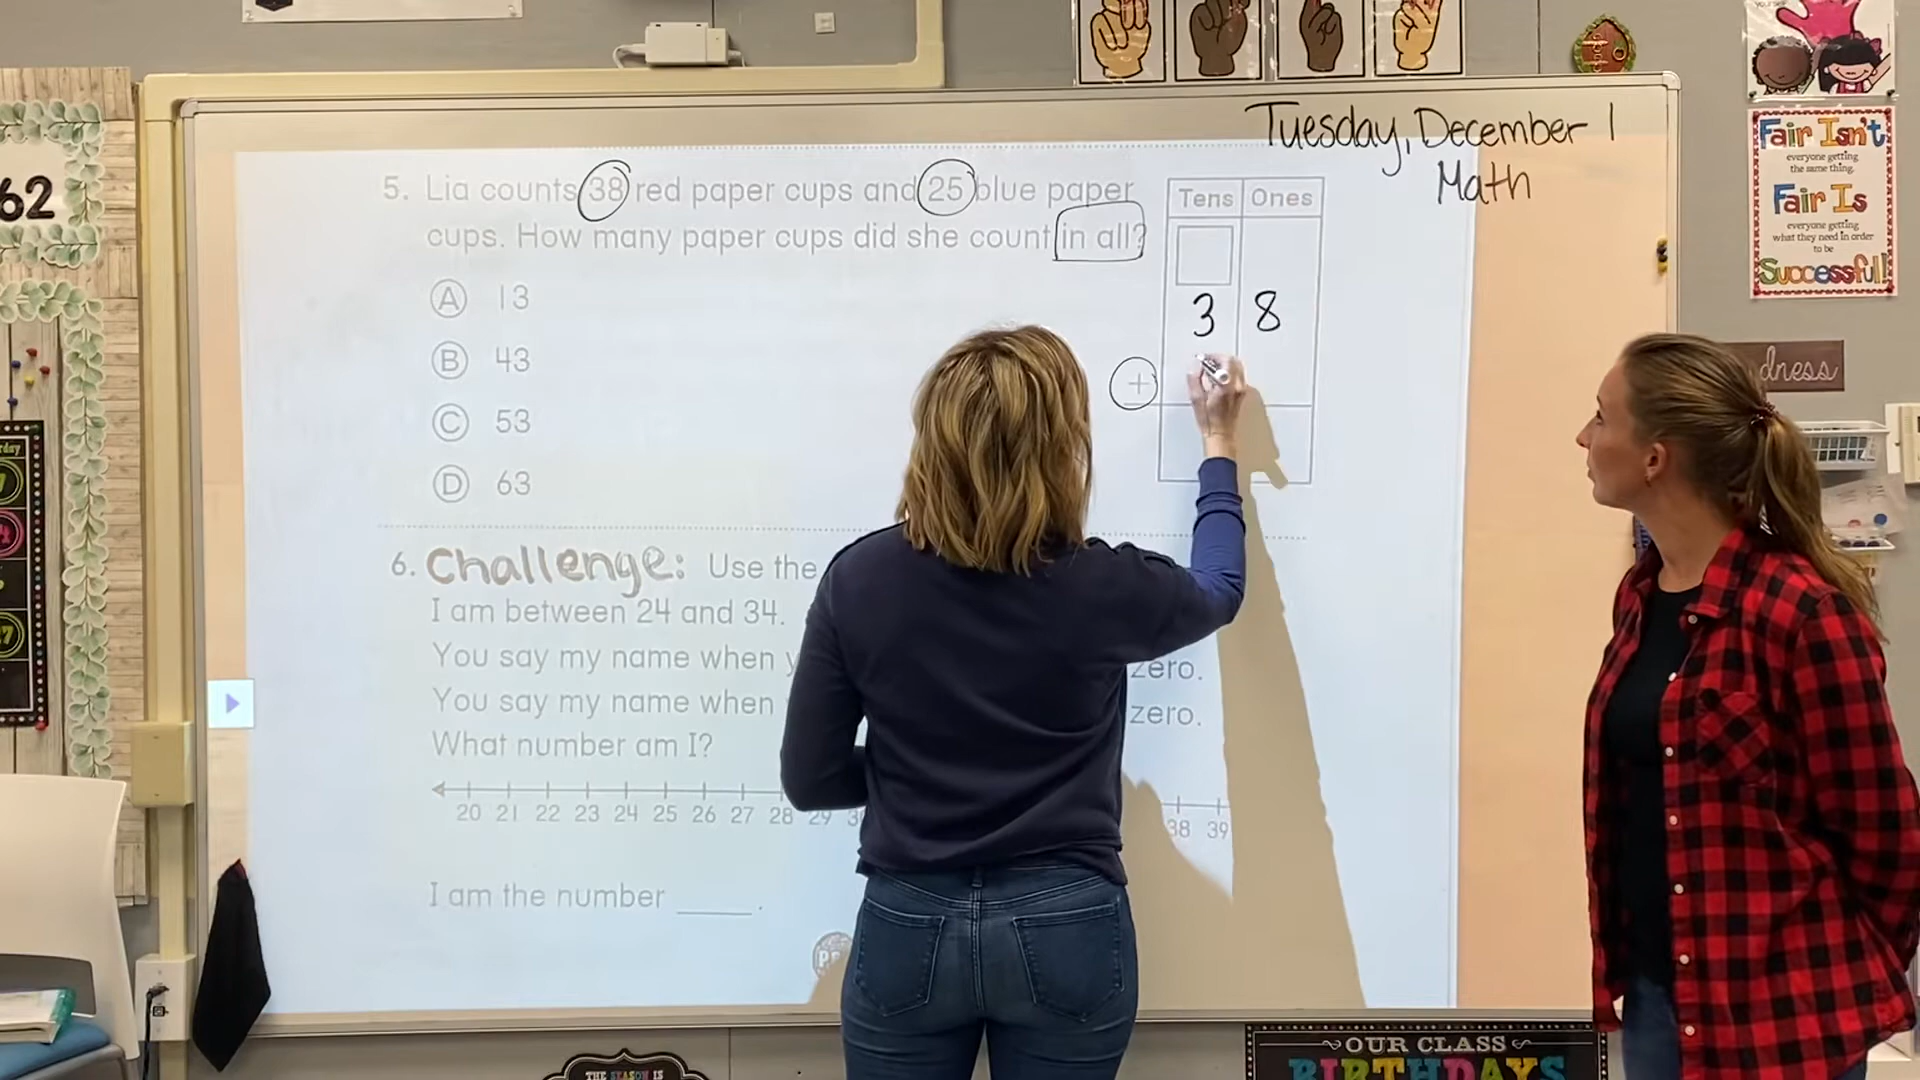 62
Tuesday, December 1
Math
5. Lia counts 38 red paper cups and 25 blue paper
cups. How many paper cups did she count in all?
A 13
B 43
C 53
D 63
Tens Ones
3 8
+
6. Challenge: Use the
I am between 24 and 34.
You say my name when
zero.
You say my name when
zero.
What number am I?
20 21 22 23 24 25 26 27 28 29 38 39
I am the number ______.
Fair Isn't
everyone getting
the same thing.
Fair Is
everyone getting
what they need in order
to be
Successful!
THE SEASON IS
OUR CLASS
BIRTHDAYS